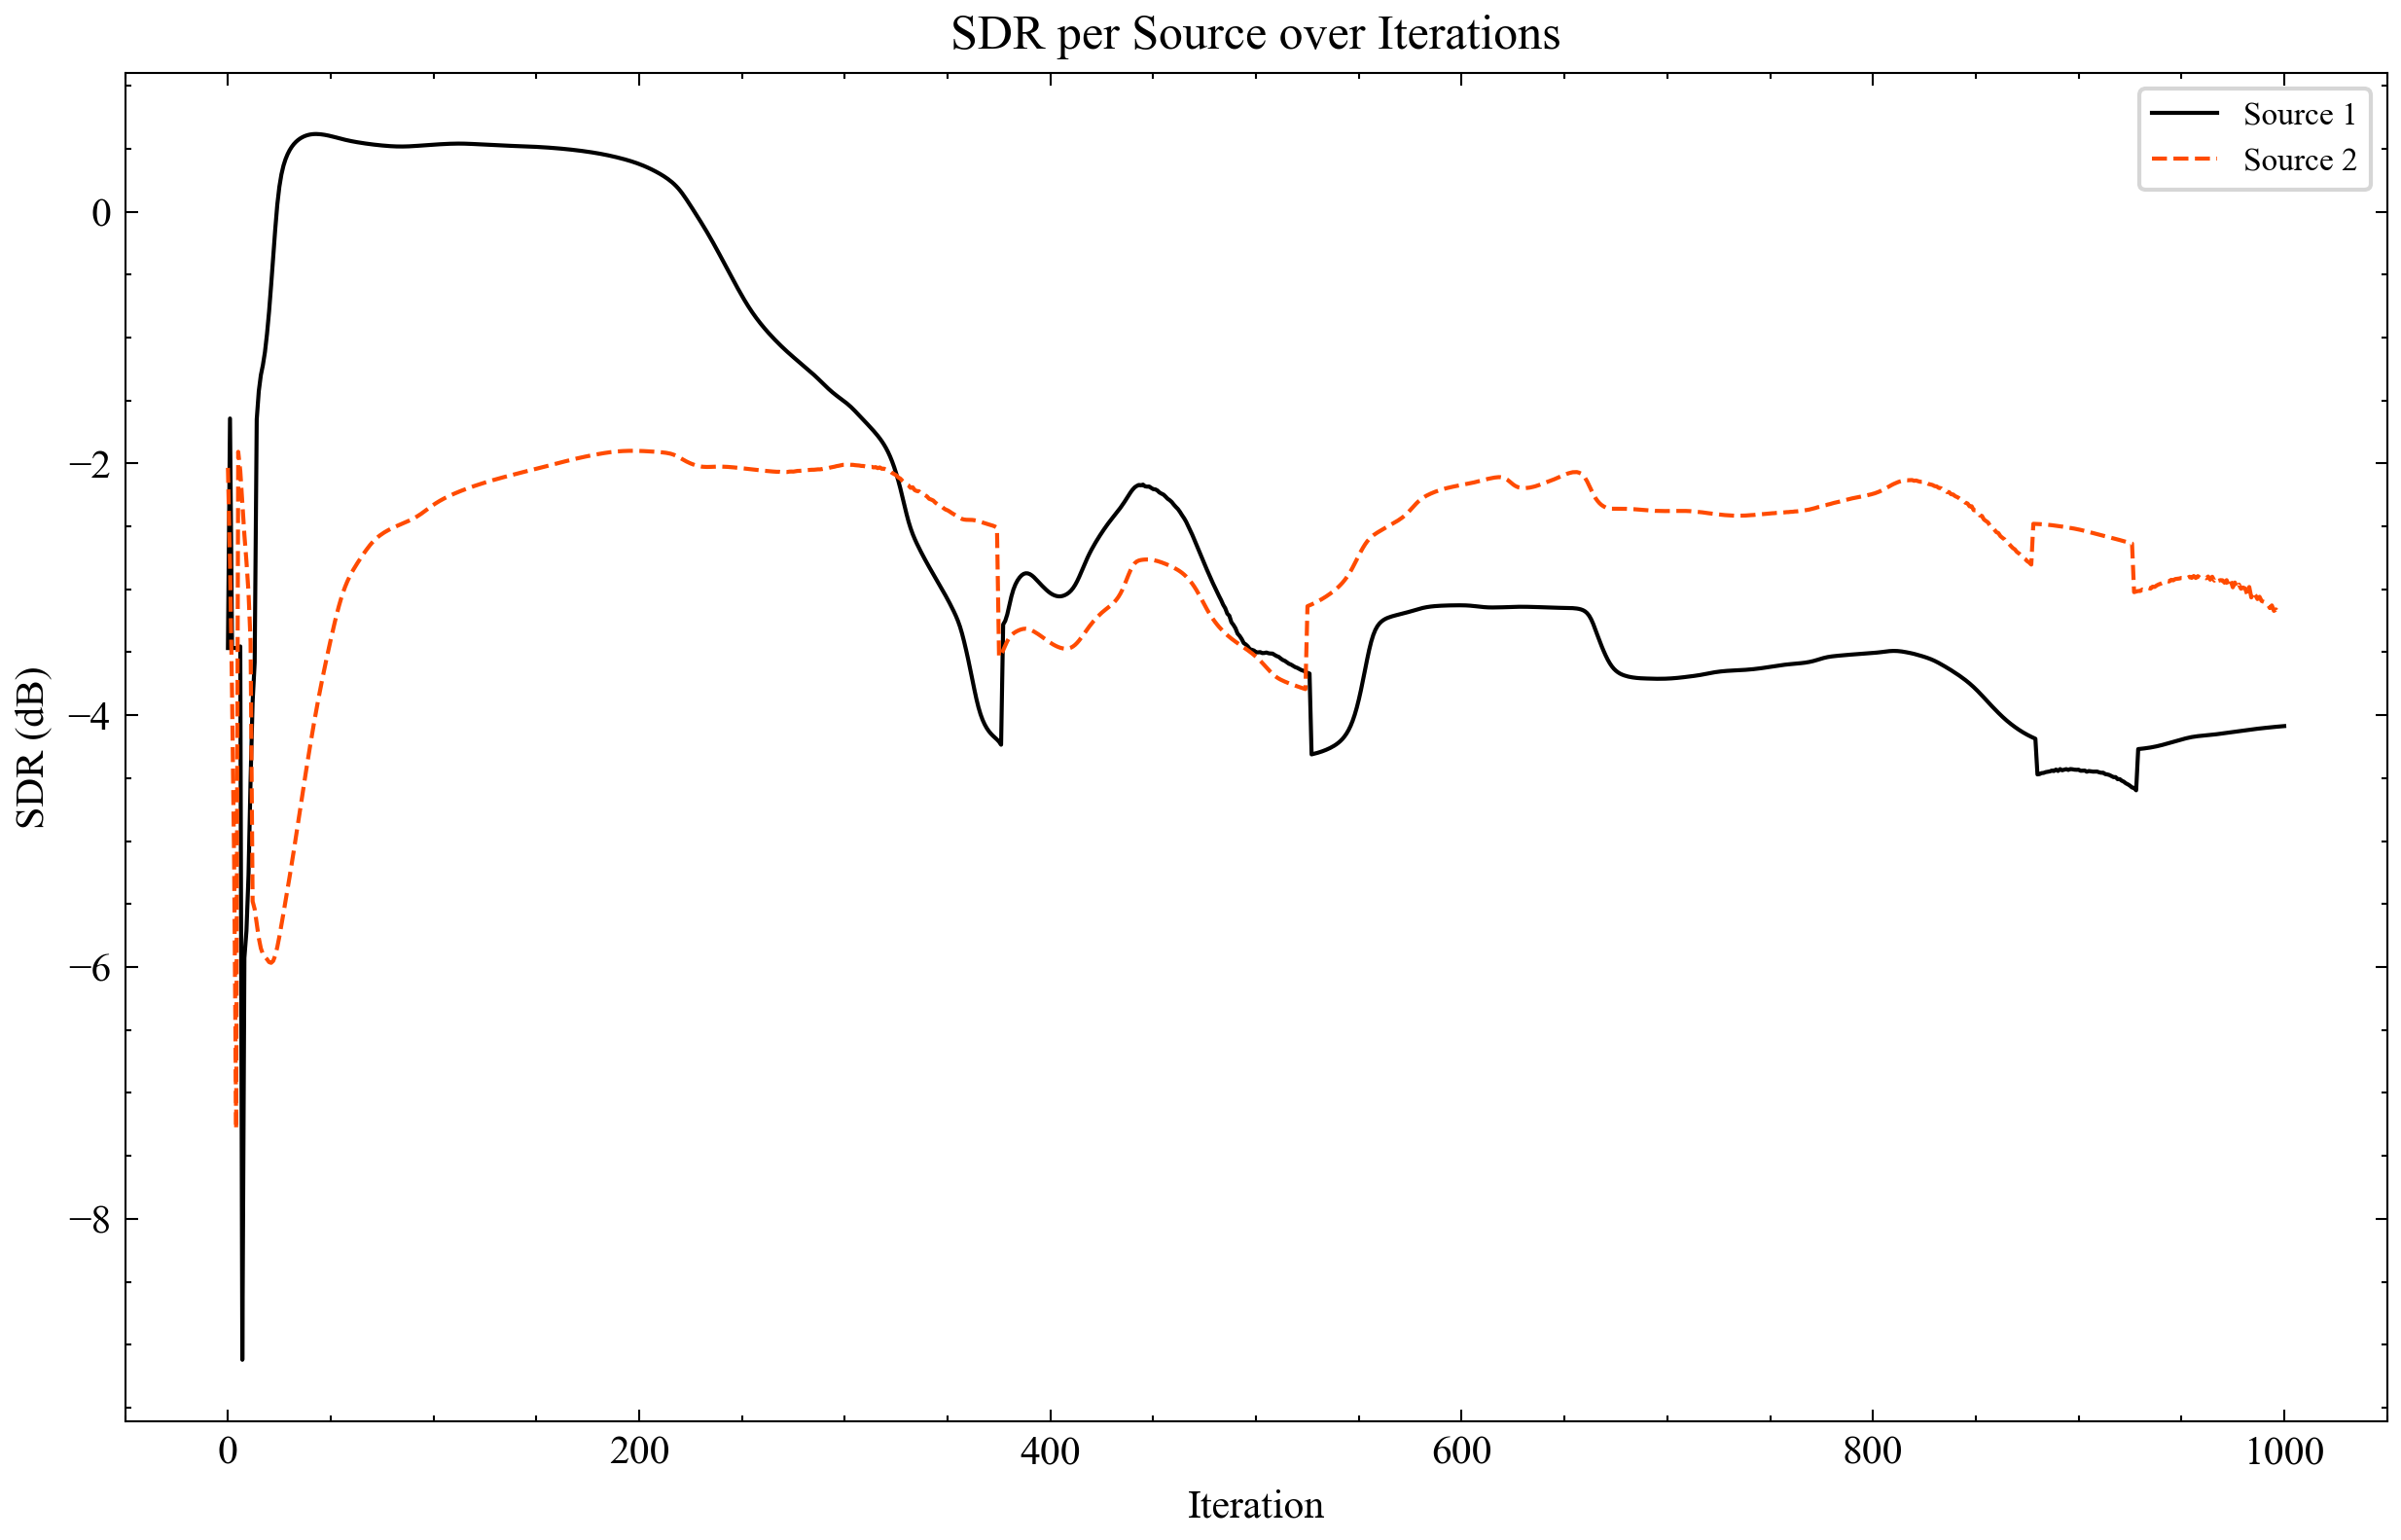 SDR per Source over Iterations
Source 1
Source 2
SDR (dB)
0
−2
−4
−6
−8
0 200 400 600 800 1000
Iteration